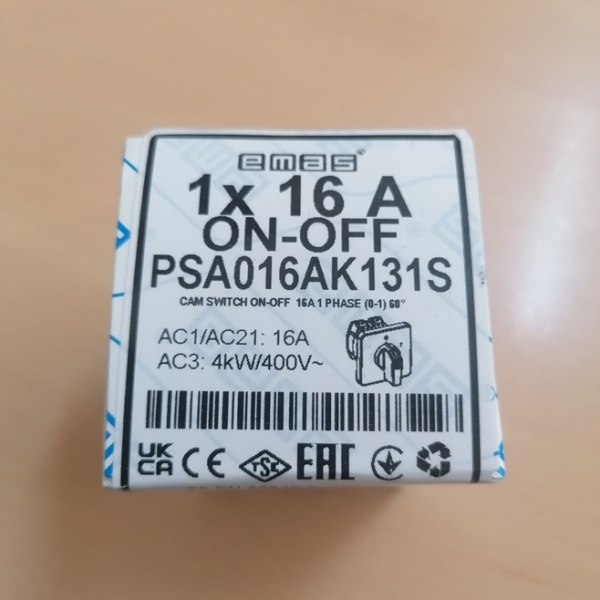 emas®
1x 16 A
ON-OFF
PSA016AK131S
CAM SWITCH ON-OFF 16A 1 PHASE (0-1) 60°
AC1/AC21: 16A
AC3: 4kW/400V~
UK CA CE TSE EAC